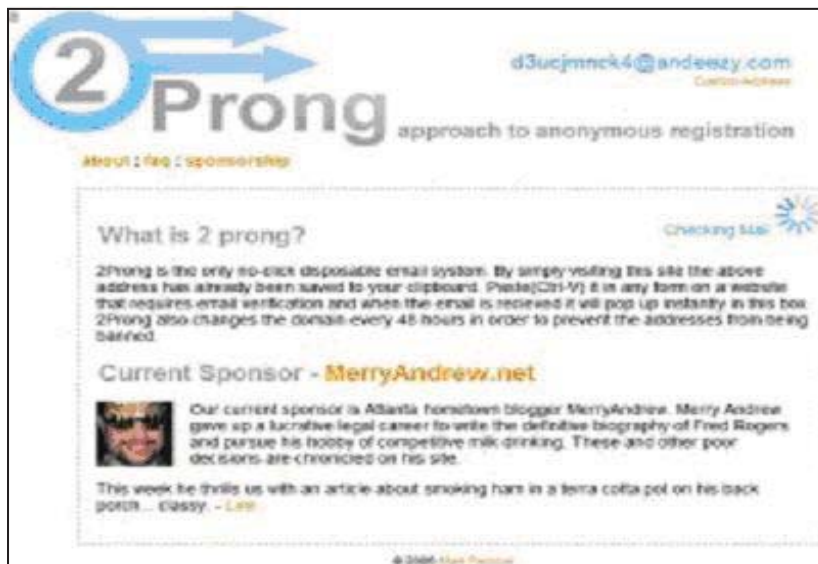 2 Prong approach to anonymous registration
d3ucjmnck4@andeezy.com
Custom Address
about : faq : sponsorship
What is 2 prong?
Checking Mail
2Prong is the only no-click disposable email system. By simply visiting this site the above
address has already been saved to your clipboard. Paste(Ctrl-V) it in any form on a website
that requires email verification and when the email is recieved it will pop up instantly in this box.
2Prong also changes the domain every 48 hours in order to prevent the addresses from being
banned.
Current Sponsor - MerryAndrew.net
Our current sponsor is Atlanta hometown blogger MerryAndrew. Merry Andrew
gave up a lucrative legal career to write the definitive biography of Fred Rogers
and pursue his hobby of competitive milk drinking. These and other poor
decisions are chronicled on his site.
This week he thrills us with an article about smoking ham in a terra cotta pot on his back
porch... classy. - Link
© 2006